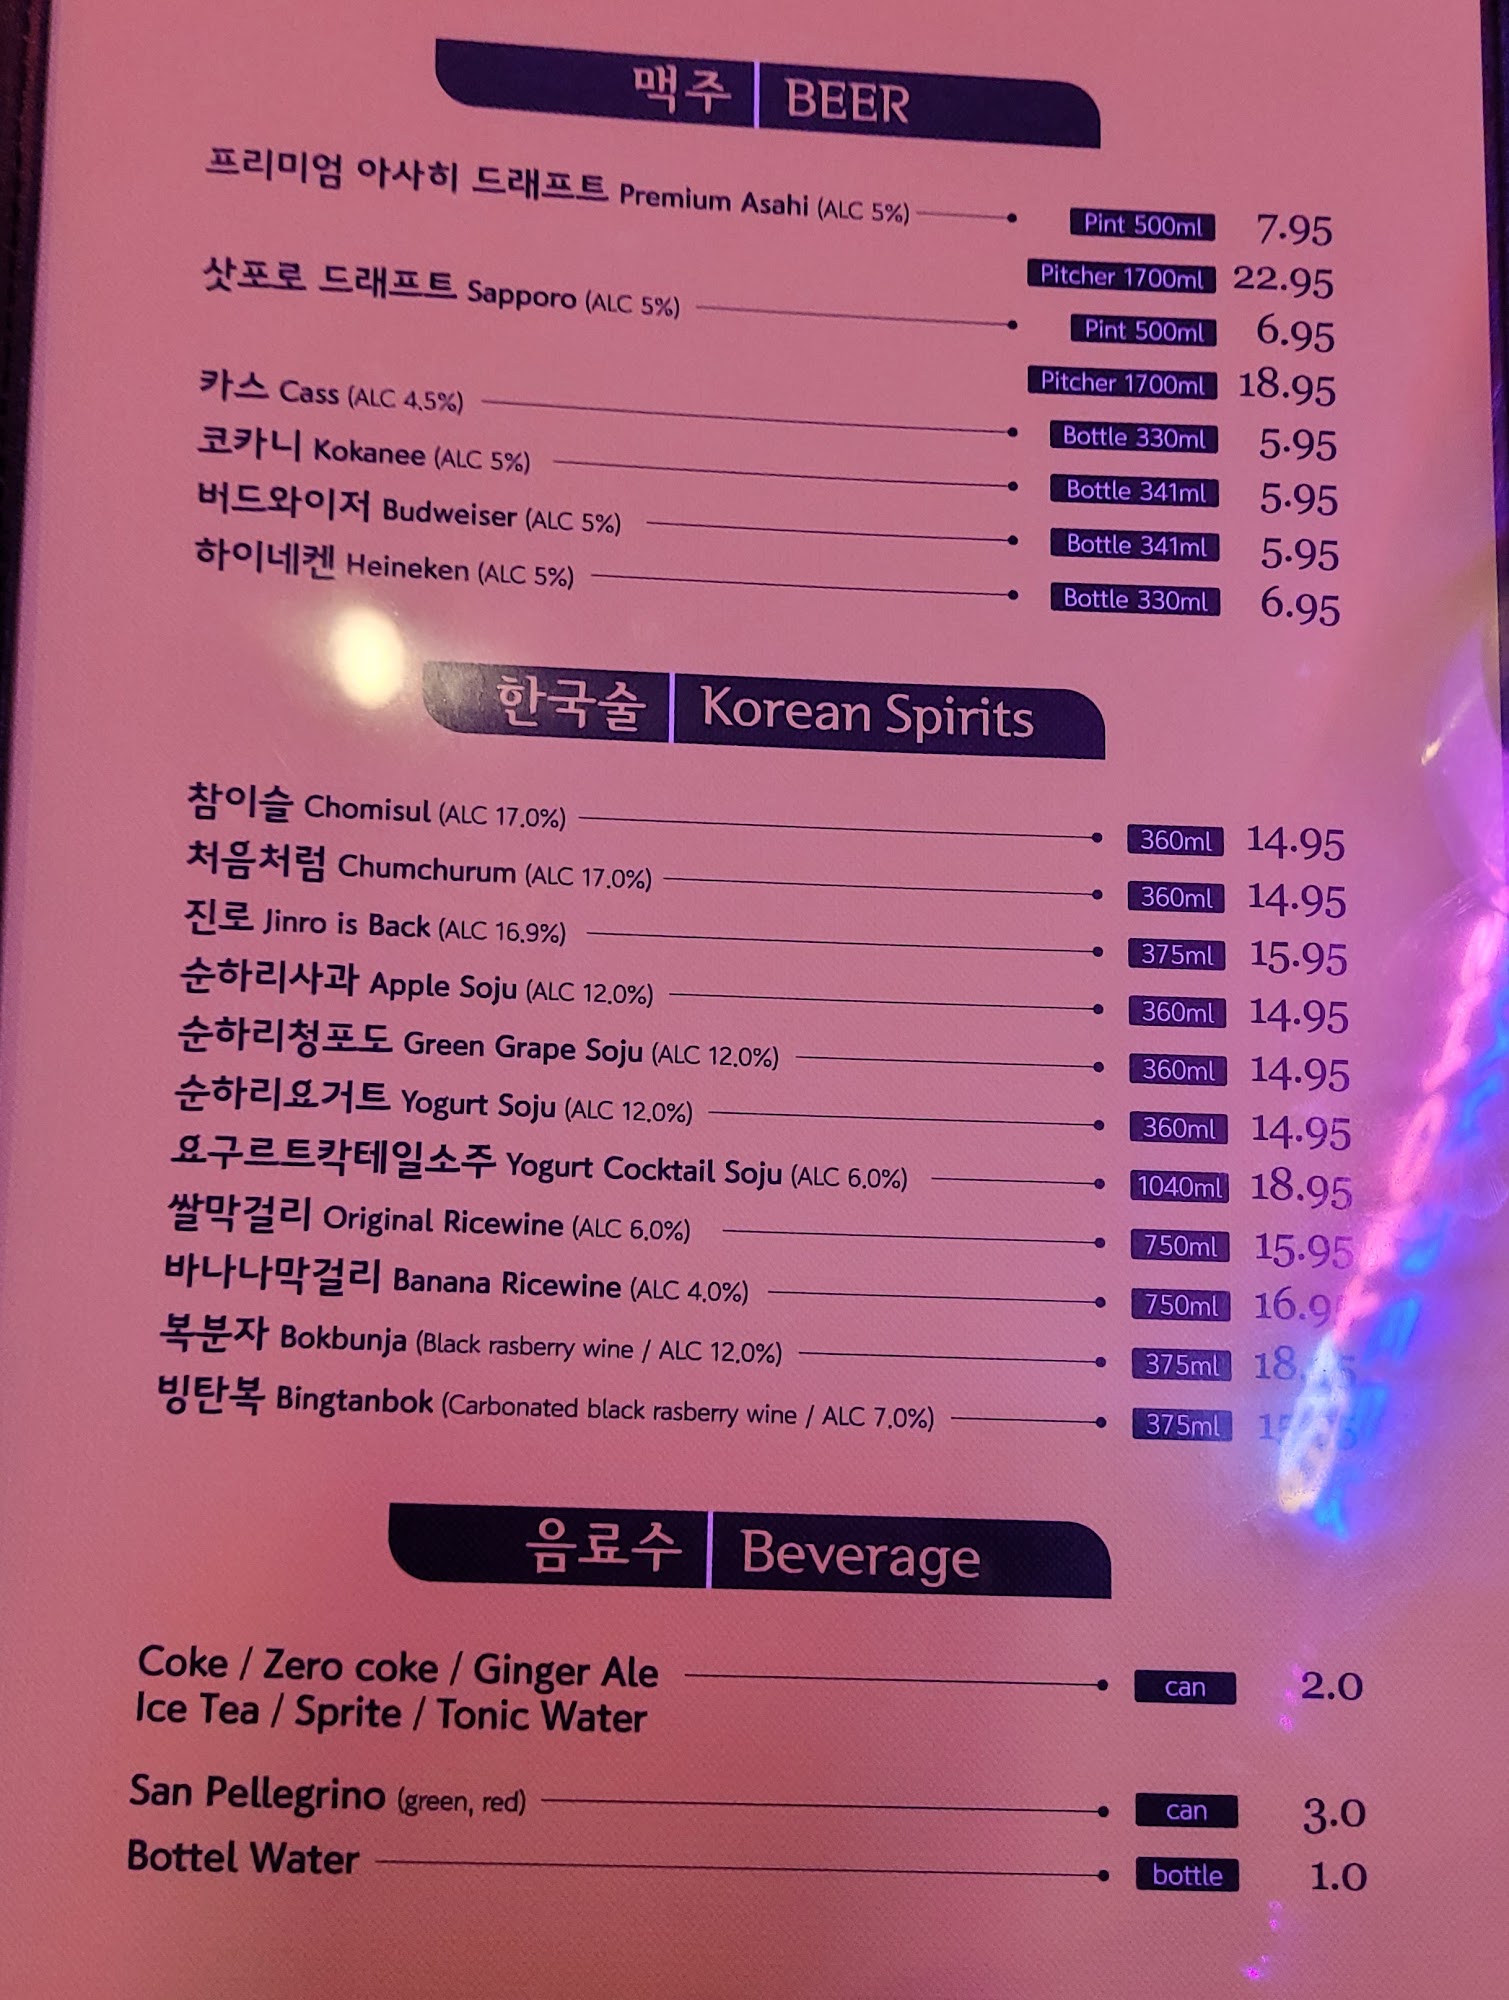 맥주 | BEER
프리미엄 아사히 드래프트 Premium Asahi (ALC 5%) Pint 500ml 7.95
Pitcher 1700ml 22.95
삿포로 드래프트 Sapporo (ALC 5%) Pint 500ml 6.95
Pitcher 1700ml 18.95
카스 Cass (ALC 4.5%) Bottle 330ml 5.95
코카니 Kokanee (ALC 5%) Bottle 341ml 5.95
버드와이저 Budweiser (ALC 5%) Bottle 341ml 5.95
하이네켄 Heineken (ALC 5%) Bottle 330ml 6.95
한국술 | Korean Spirits
참이슬 Chomisul (ALC 17.0%) 360ml 14.95
처음처럼 Chumchurum (ALC 17.0%) 360ml 14.95
진로 Jinro is Back (ALC 16.9%) 375ml 15.95
순하리사과 Apple Soju (ALC 12.0%) 360ml 14.95
순하리청포도 Green Grape Soju (ALC 12.0%) 360ml 14.95
순하리요거트 Yogurt Soju (ALC 12.0%) 360ml 14.95
요구르트칵테일소주 Yogurt Cocktail Soju (ALC 6.0%) 1040ml 18.95
쌀막걸리 Original Ricewine (ALC 6.0%) 750ml 15.95
바나나막걸리 Banana Ricewine (ALC 4.0%) 750ml
복분자 Bokbunja (Black rasberry wine / ALC 12.0%) 375ml
빙탄복 Bingtanbok (Carbonated black rasberry wine / ALC 7.0%) 375ml
음료수 | Beverage
Coke / Zero coke / Ginger Ale can 2.0
Ice Tea / Sprite / Tonic Water
San Pellegrino (green, red) can 3.0
Bottel Water bottle 1.0